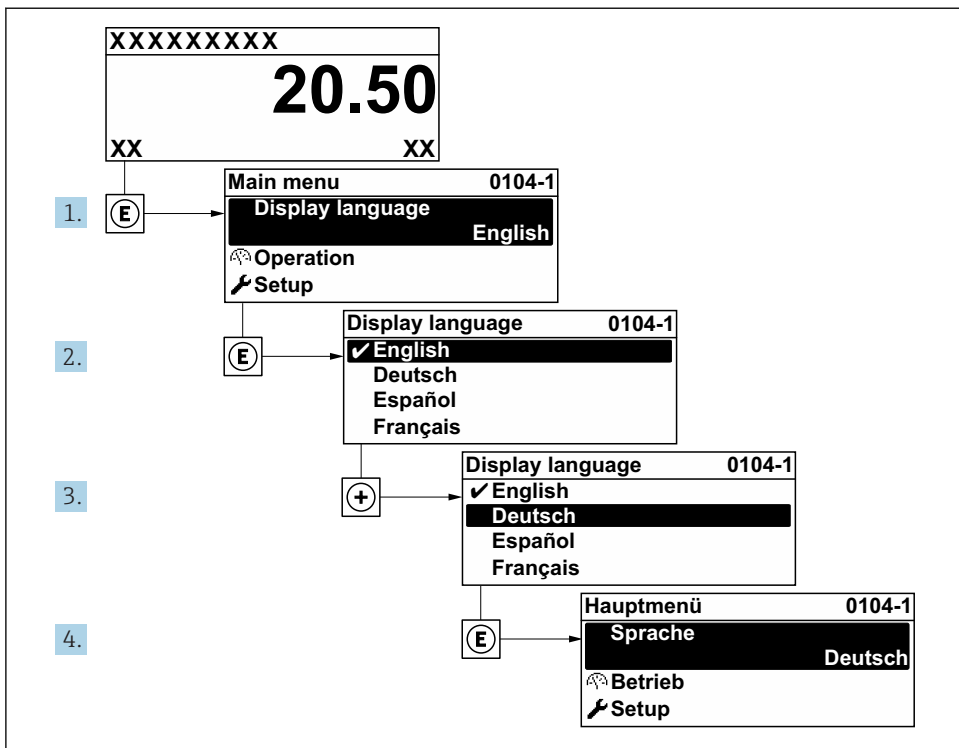 XXXXXXXXX
20.50
XX XX
1. E
Main menu 0104-1
Display language
English
Operation
Setup
2. E
Display language 0104-1
✔English
Deutsch
Español
Français
3. +
Display language 0104-1
✔English
Deutsch
Español
Français
4. E
Hauptmenü 0104-1
Sprache
Deutsch
Betrieb
Setup